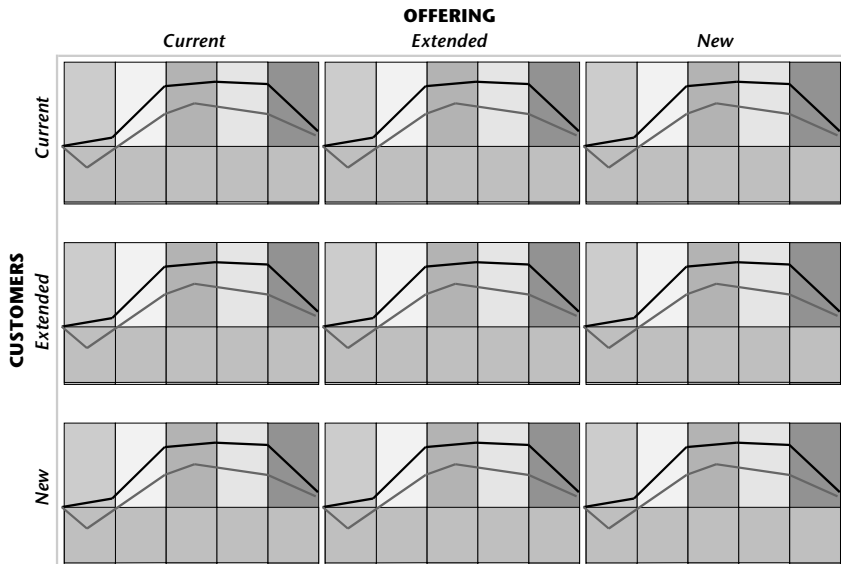 OFFERING
Current Extended New
CUSTOMERS
Current
Extended
New